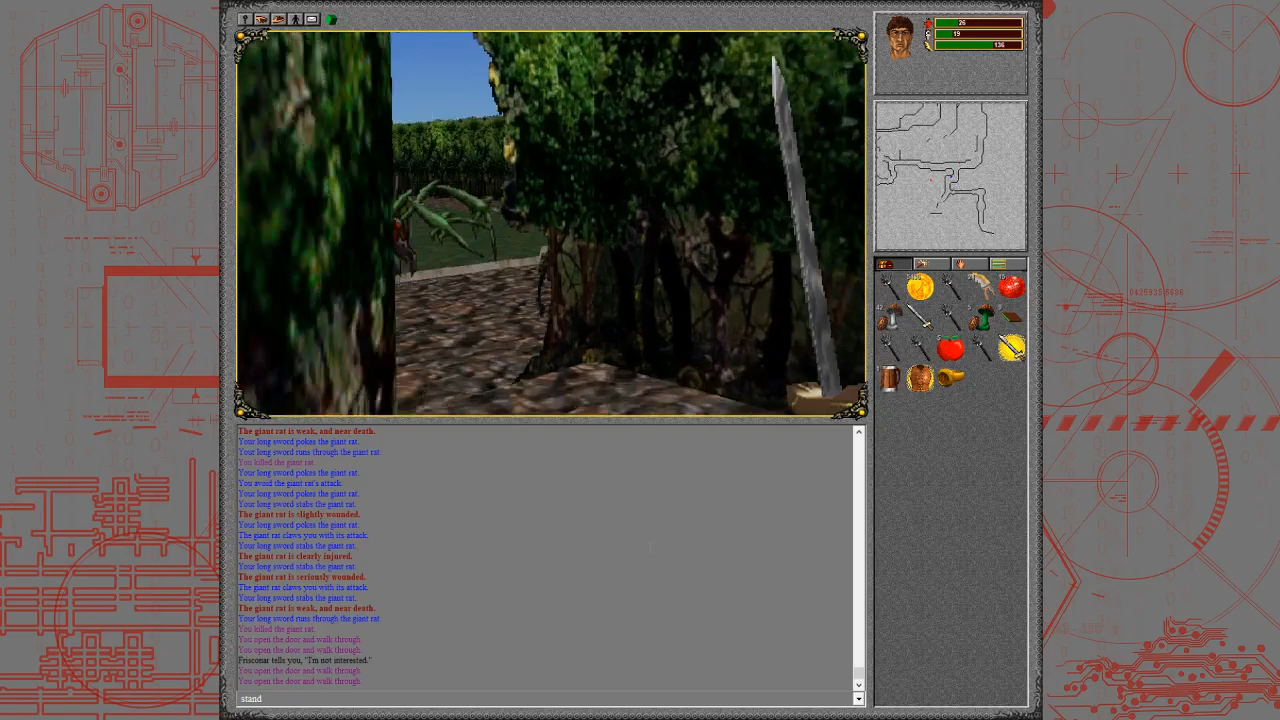 26
19
136
The giant rat is weak, and near death.
Your long sword pokes the giant rat.
Your long sword runs through the giant rat.
You killed the giant rat.
Your long sword pokes the giant rat.
You avoid the giant rat's attack.
Your long sword pokes the giant rat.
Your long sword stabs the giant rat.
The giant rat is slightly wounded.
Your long sword pokes the giant rat.
The giant rat claws you with its attack.
Your long sword stabs the giant rat.
The giant rat is clearly injured.
Your long sword stabs the giant rat.
The giant rat is seriously wounded.
The giant rat claws you with its attack.
Your long sword stabs the giant rat.
The giant rat is weak, and near death.
Your long sword runs through the giant rat.
You killed the giant rat.
You open the door and walk through.
You open the door and walk through.
Frisconar tells you, "I'm not interested."
You open the door and walk through.
You open the door and walk through.
stand